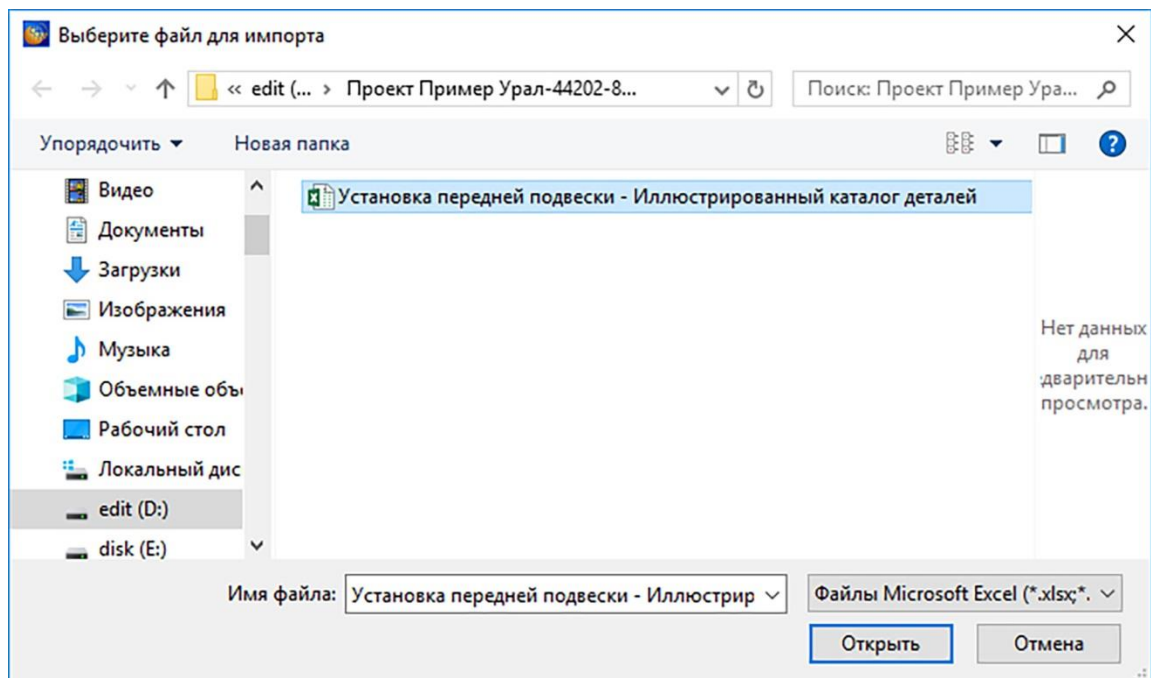 Выберите файл для импорта
« edit (... › Проект Пример Урал-44202-8...
Поиск: Проект Пример Ура...
Упорядочить
Новая папка
Видео
Документы
Загрузки
Изображения
Музыка
Объемные объ
Рабочий стол
Локальный дис
edit (D:)
disk (E:)
Установка передней подвески - Иллюстрированный каталог деталей
Нет данных
для
едварительн
просмотра.
Имя файла:
Установка передней подвески - Иллюстрир
Файлы Microsoft Excel (*.xlsx;*.
Открыть
Отмена